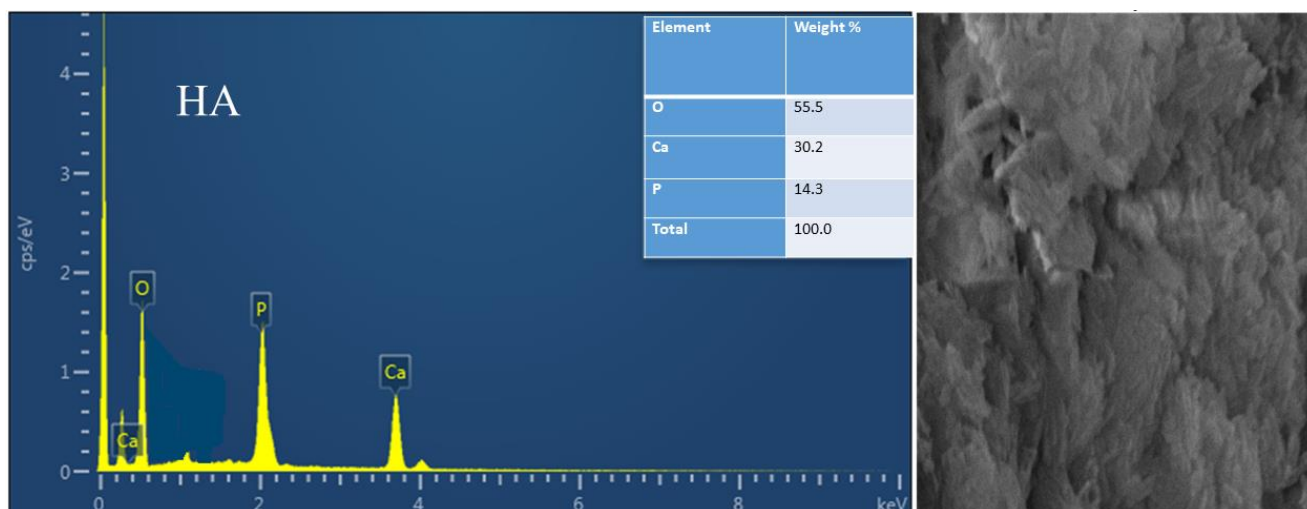 HA
cps/eV
4
3
2
1
0
O
P
Ca
Ca
0 2 4 6 8 keV
Element Weight %
O 55.5
Ca 30.2
P 14.3
Total 100.0